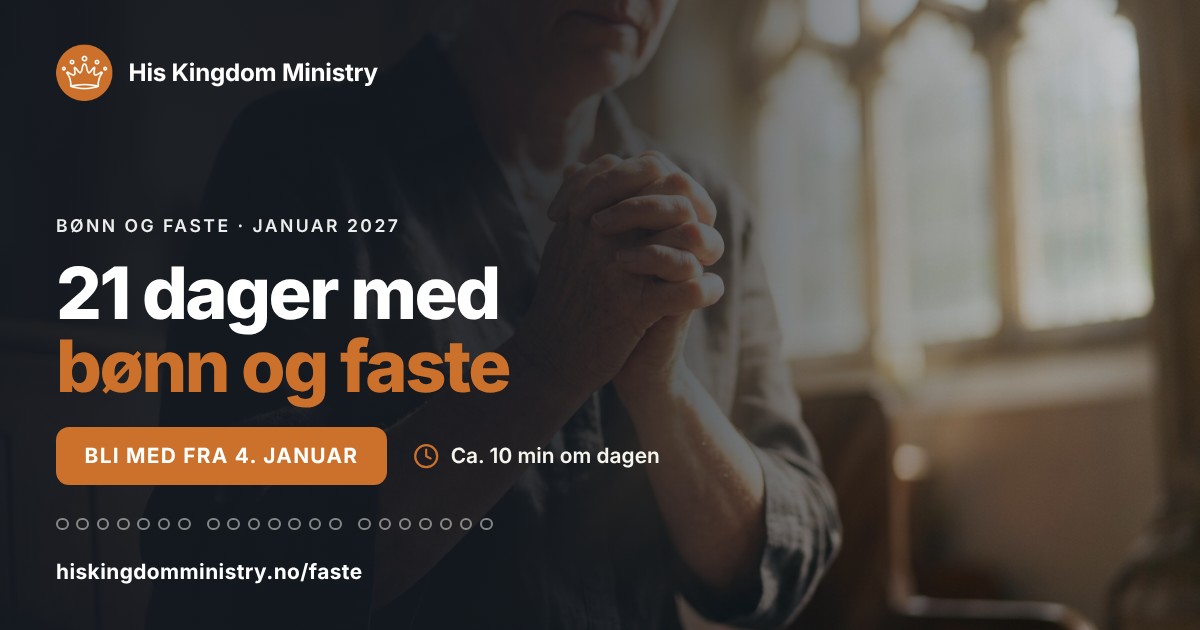 His Kingdom Ministry
BØNN OG FASTE · JANUAR 2027
21 dager med
bønn og faste
BLI MED FRA 4. JANUAR
Ca. 10 min om dagen
hiskingdomministry.no/faste